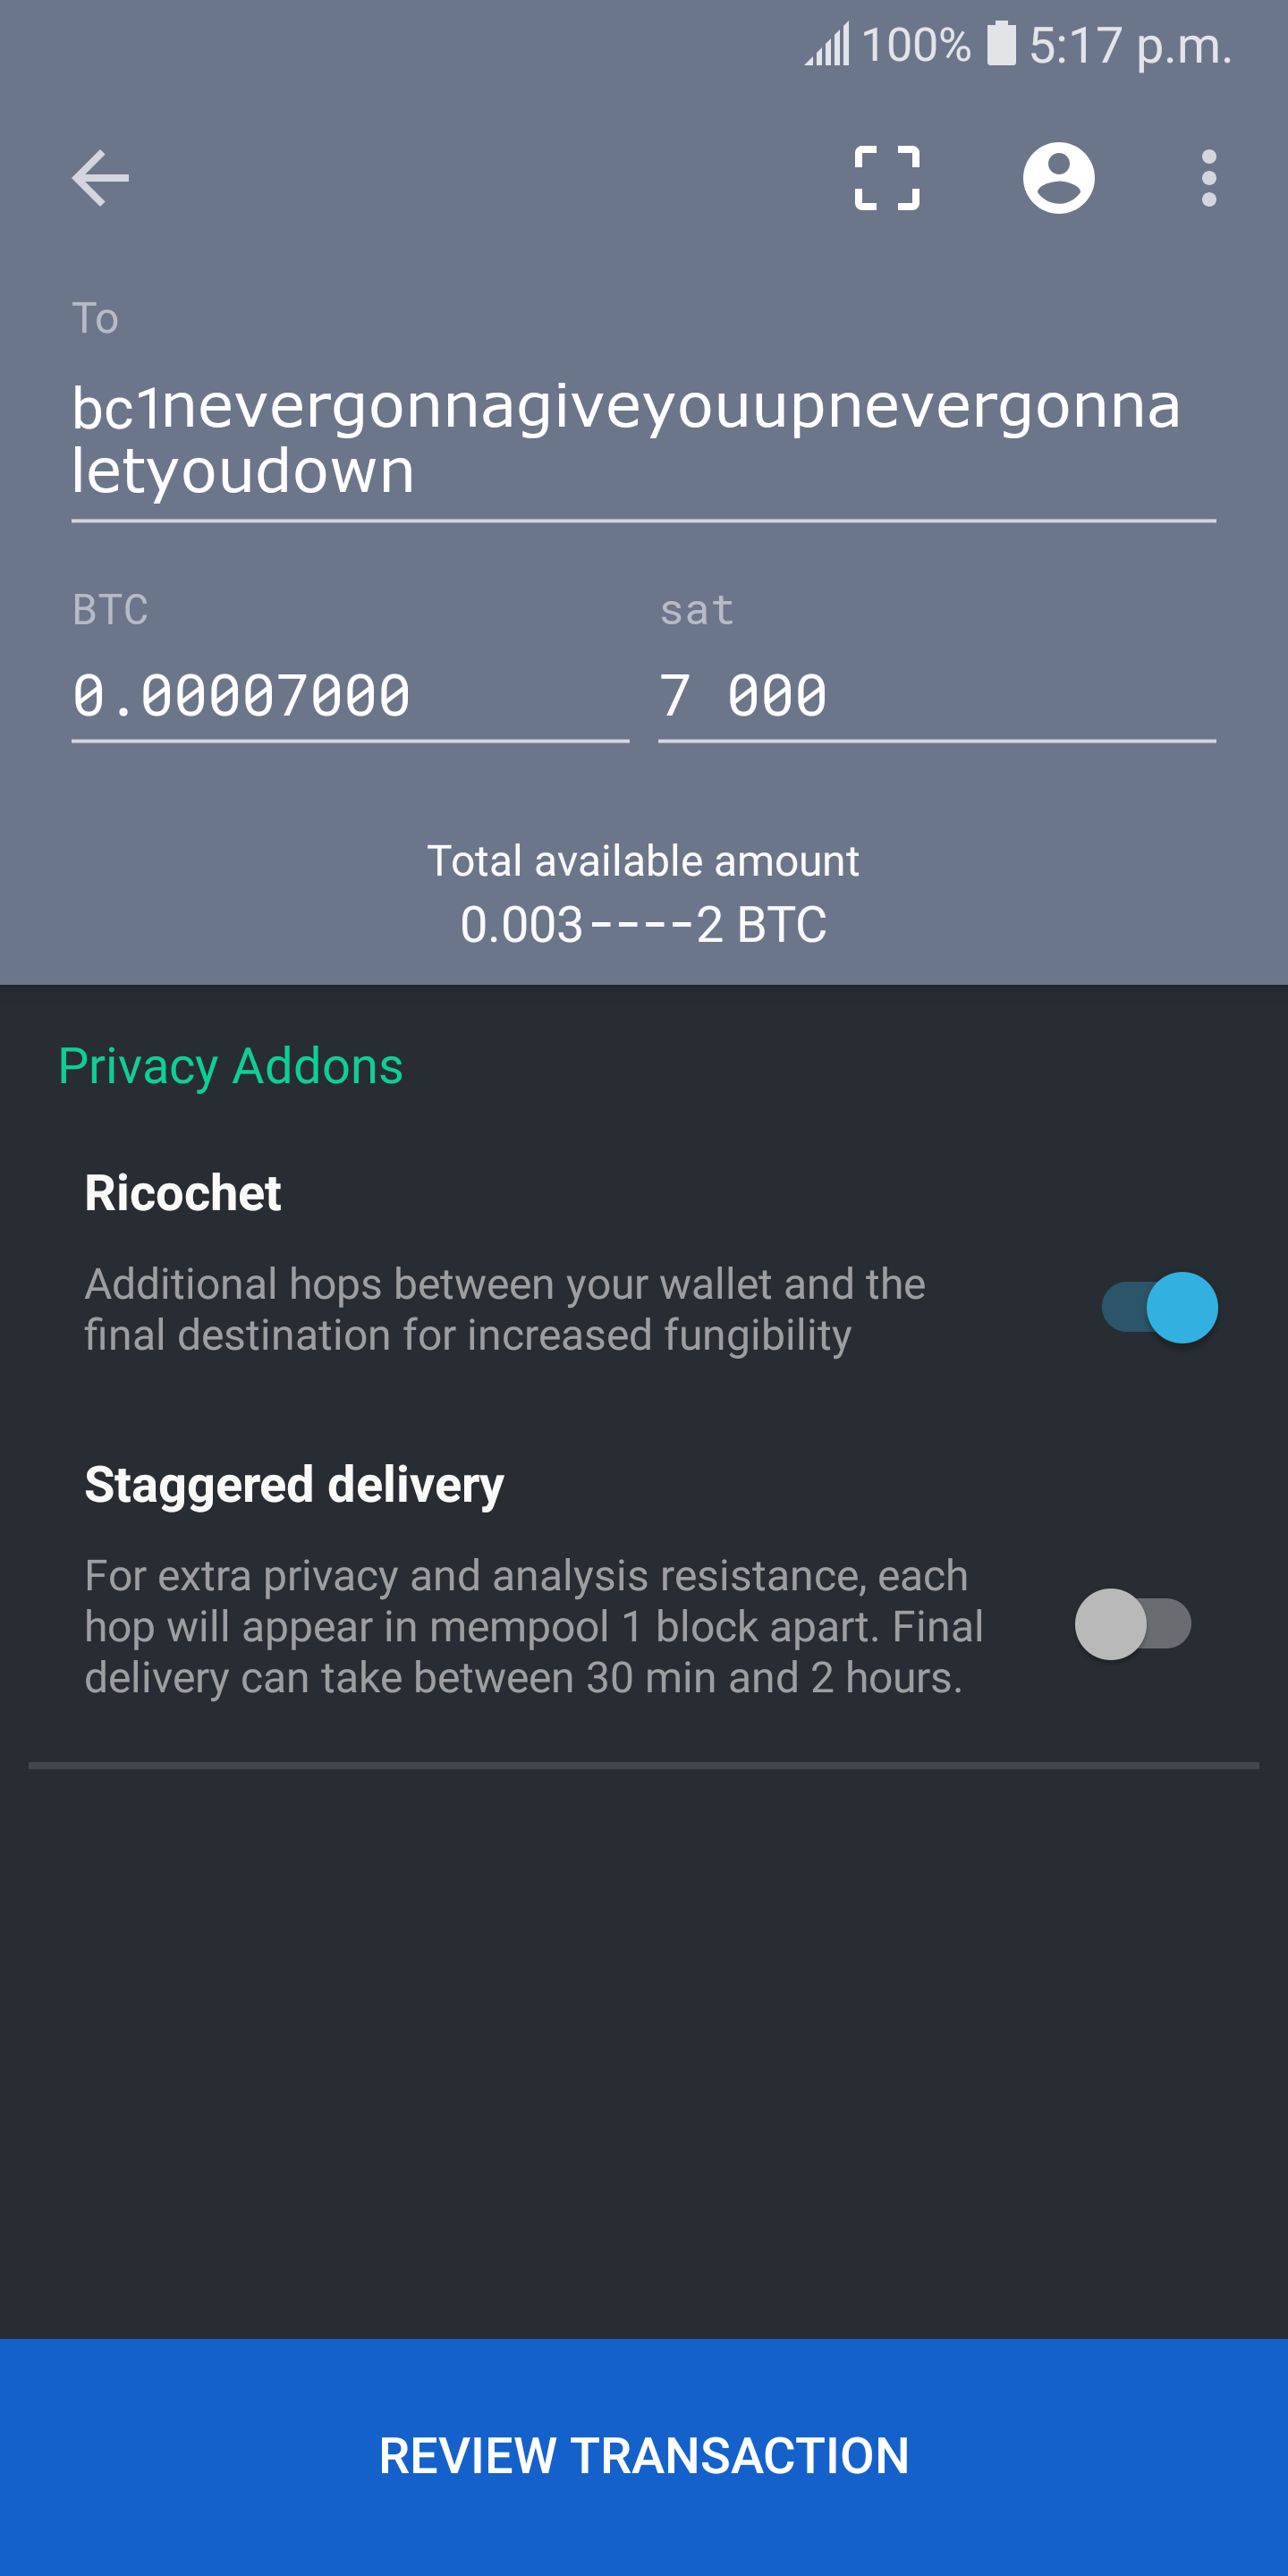 100% 5:17 p.m.
To
bc1nevergonnagiveyouupnevergonna
letyoudown
BTC sat
0.00007000 7 000
Total available amount
0.003----2 BTC
Privacy Addons
Ricochet
Additional hops between your wallet and the
final destination for increased fungibility
Staggered delivery
For extra privacy and analysis resistance, each
hop will appear in mempool 1 block apart. Final
delivery can take between 30 min and 2 hours.
REVIEW TRANSACTION